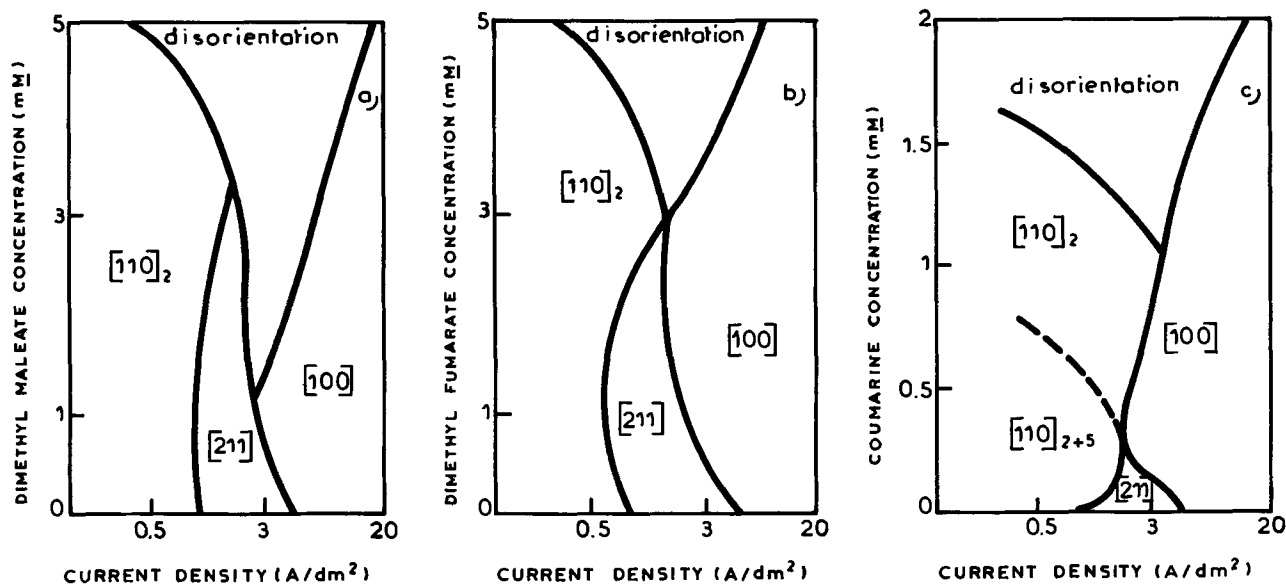 DIMETHYL MALEATE CONCENTRATION (mM)
5
3
1
0
disorientation
a)
[110]2
[211]
[100]
0.5
3
20
CURRENT DENSITY (A/dm²)
DIMETHYL FUMARATE CONCENTRATION (mM)
5
3
1
0
disorientation
b)
[110]2
[211]
[100]
0.5
3
20
CURRENT DENSITY (A/dm²)
COUMARINE CONCENTRATION (mM)
2
1.5
1
0.5
0
disorientation
c)
[110]2
[100]
[110]2+5
[211]
0.5
3
20
CURRENT DENSITY (A/dm²)